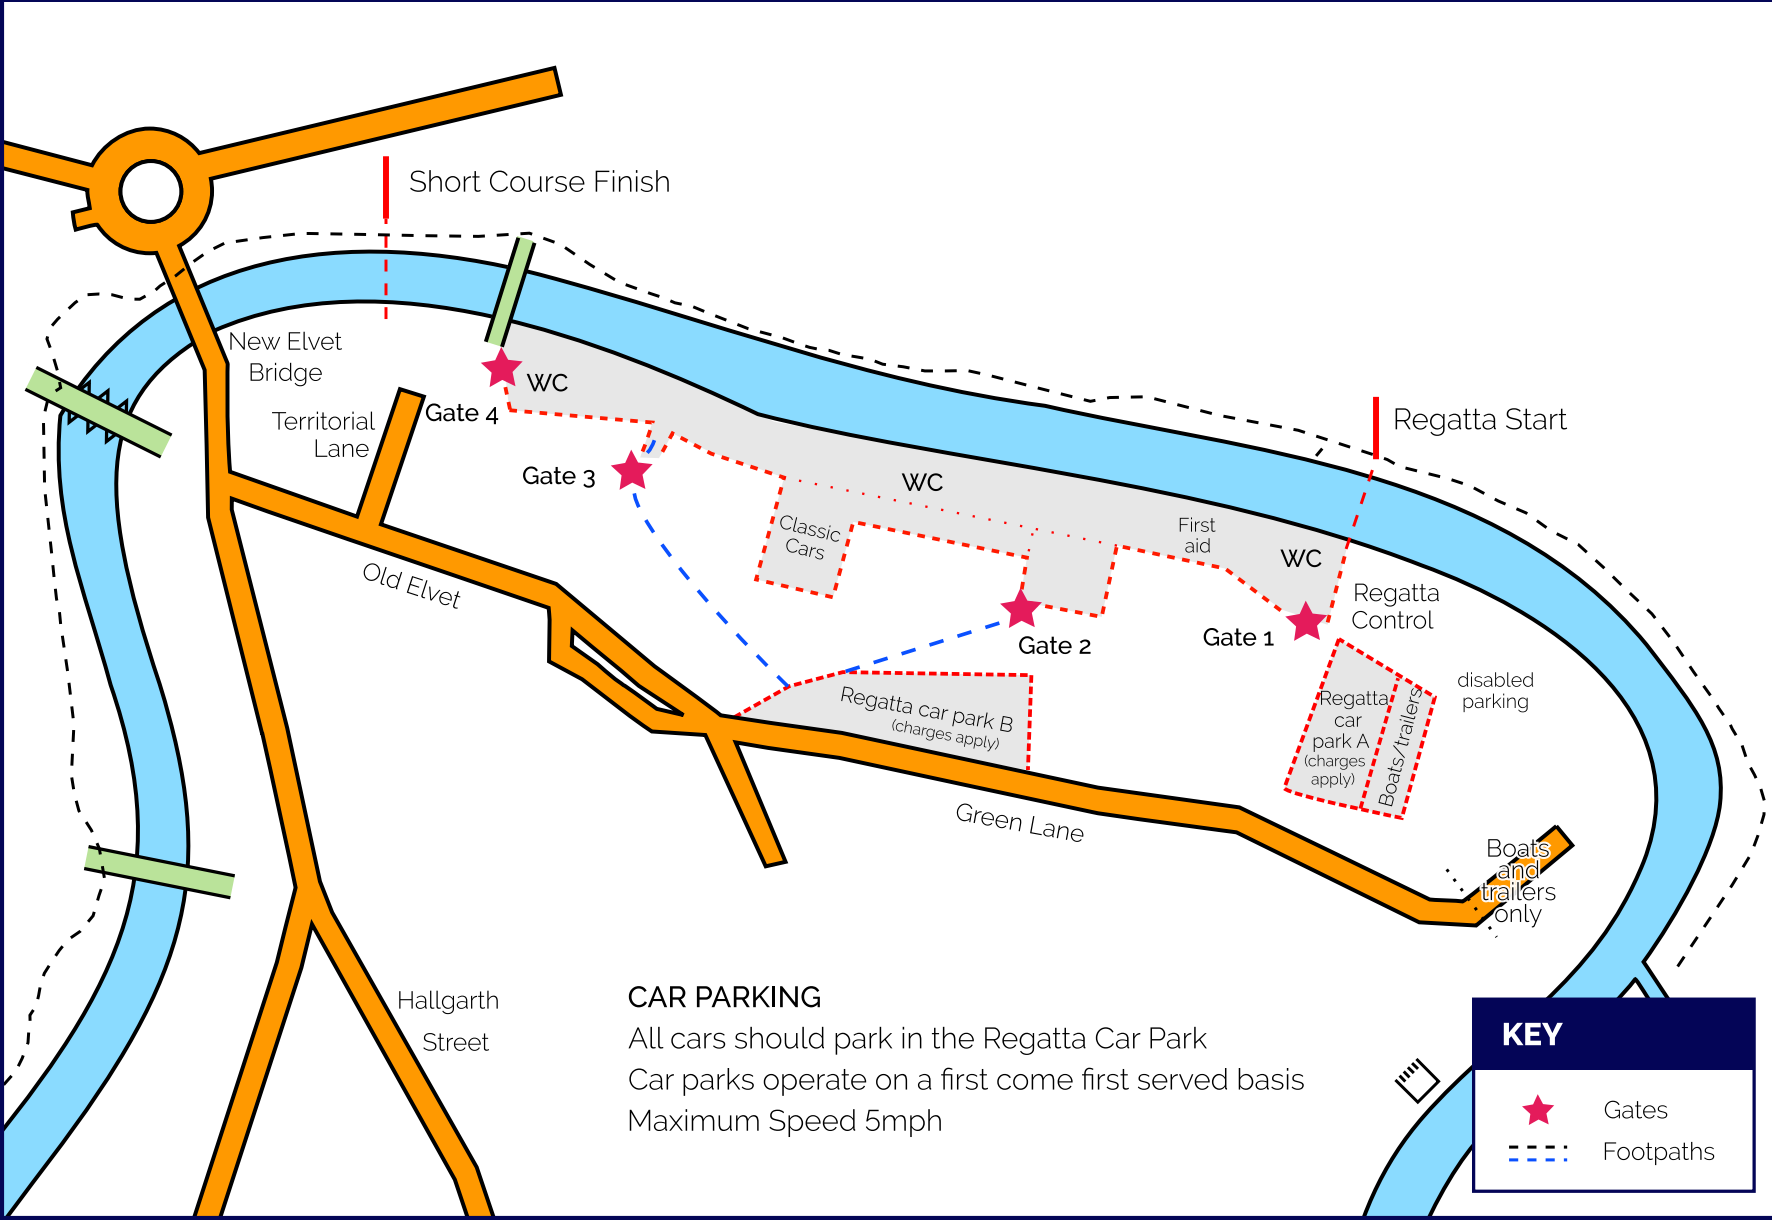 Short Course Finish
New Elvet
Bridge
Territorial
Lane
Gate 4
WC
Gate 3
WC
Regatta Start
Classic
Cars
First
aid
WC
Old Elvet
Gate 2
Gate 1
Regatta
Control
disabled
parking
Regatta car park B
(charges apply)
Regatta
car
park A
(charges
apply)
Boats/trailers
Green Lane
Boats
and
trailers
only
Hallgarth
Street
CAR PARKING
All cars should park in the Regatta Car Park
Car parks operate on a first come first served basis
Maximum Speed 5mph
KEY
Gates
Footpaths